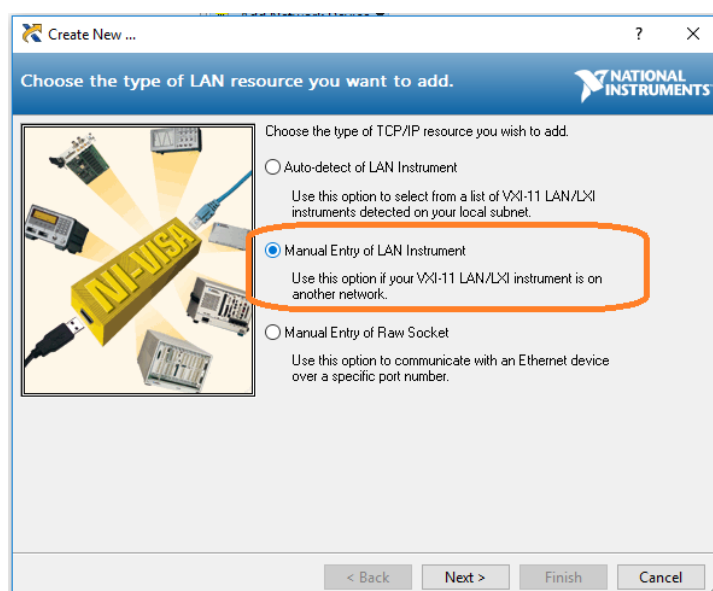 Add Network Device
Create New ...
?
Choose the type of LAN resource you want to add.
NATIONAL
INSTRUMENTS
Choose the type of TCP/IP resource you wish to add.
Auto-detect of LAN Instrument
Use this option to select from a list of VXI-11 LAN/LXI
instruments detected on your local subnet.
NI-VISA
Manual Entry of LAN Instrument
Use this option if your VXI-11 LAN/LXI instrument is on
another network.
Manual Entry of Raw Socket
Use this option to communicate with an Ethernet device
over a specific port number.
< Back Next > Finish Cancel